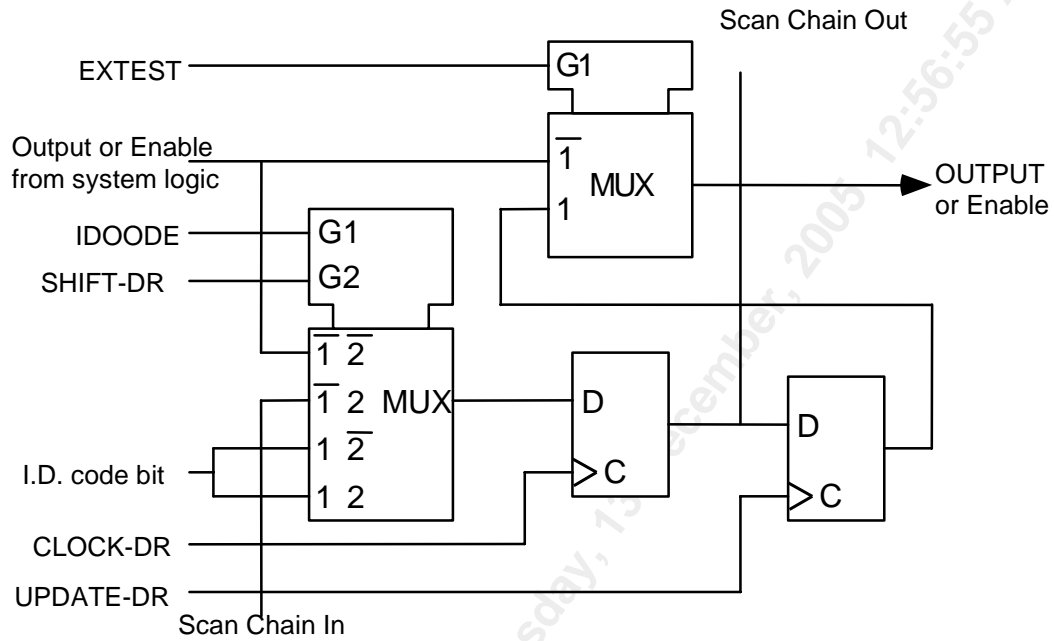 Scan Chain Out
EXTEST
G1
Output or Enable
from system logic
1
MUX
1
OUTPUT
or Enable
IDOODE
G1
SHIFT-DR
G2
1 2
1 2 MUX
1 2
1 2
D
C
D
C
I.D. code bit
CLOCK-DR
UPDATE-DR
Scan Chain In